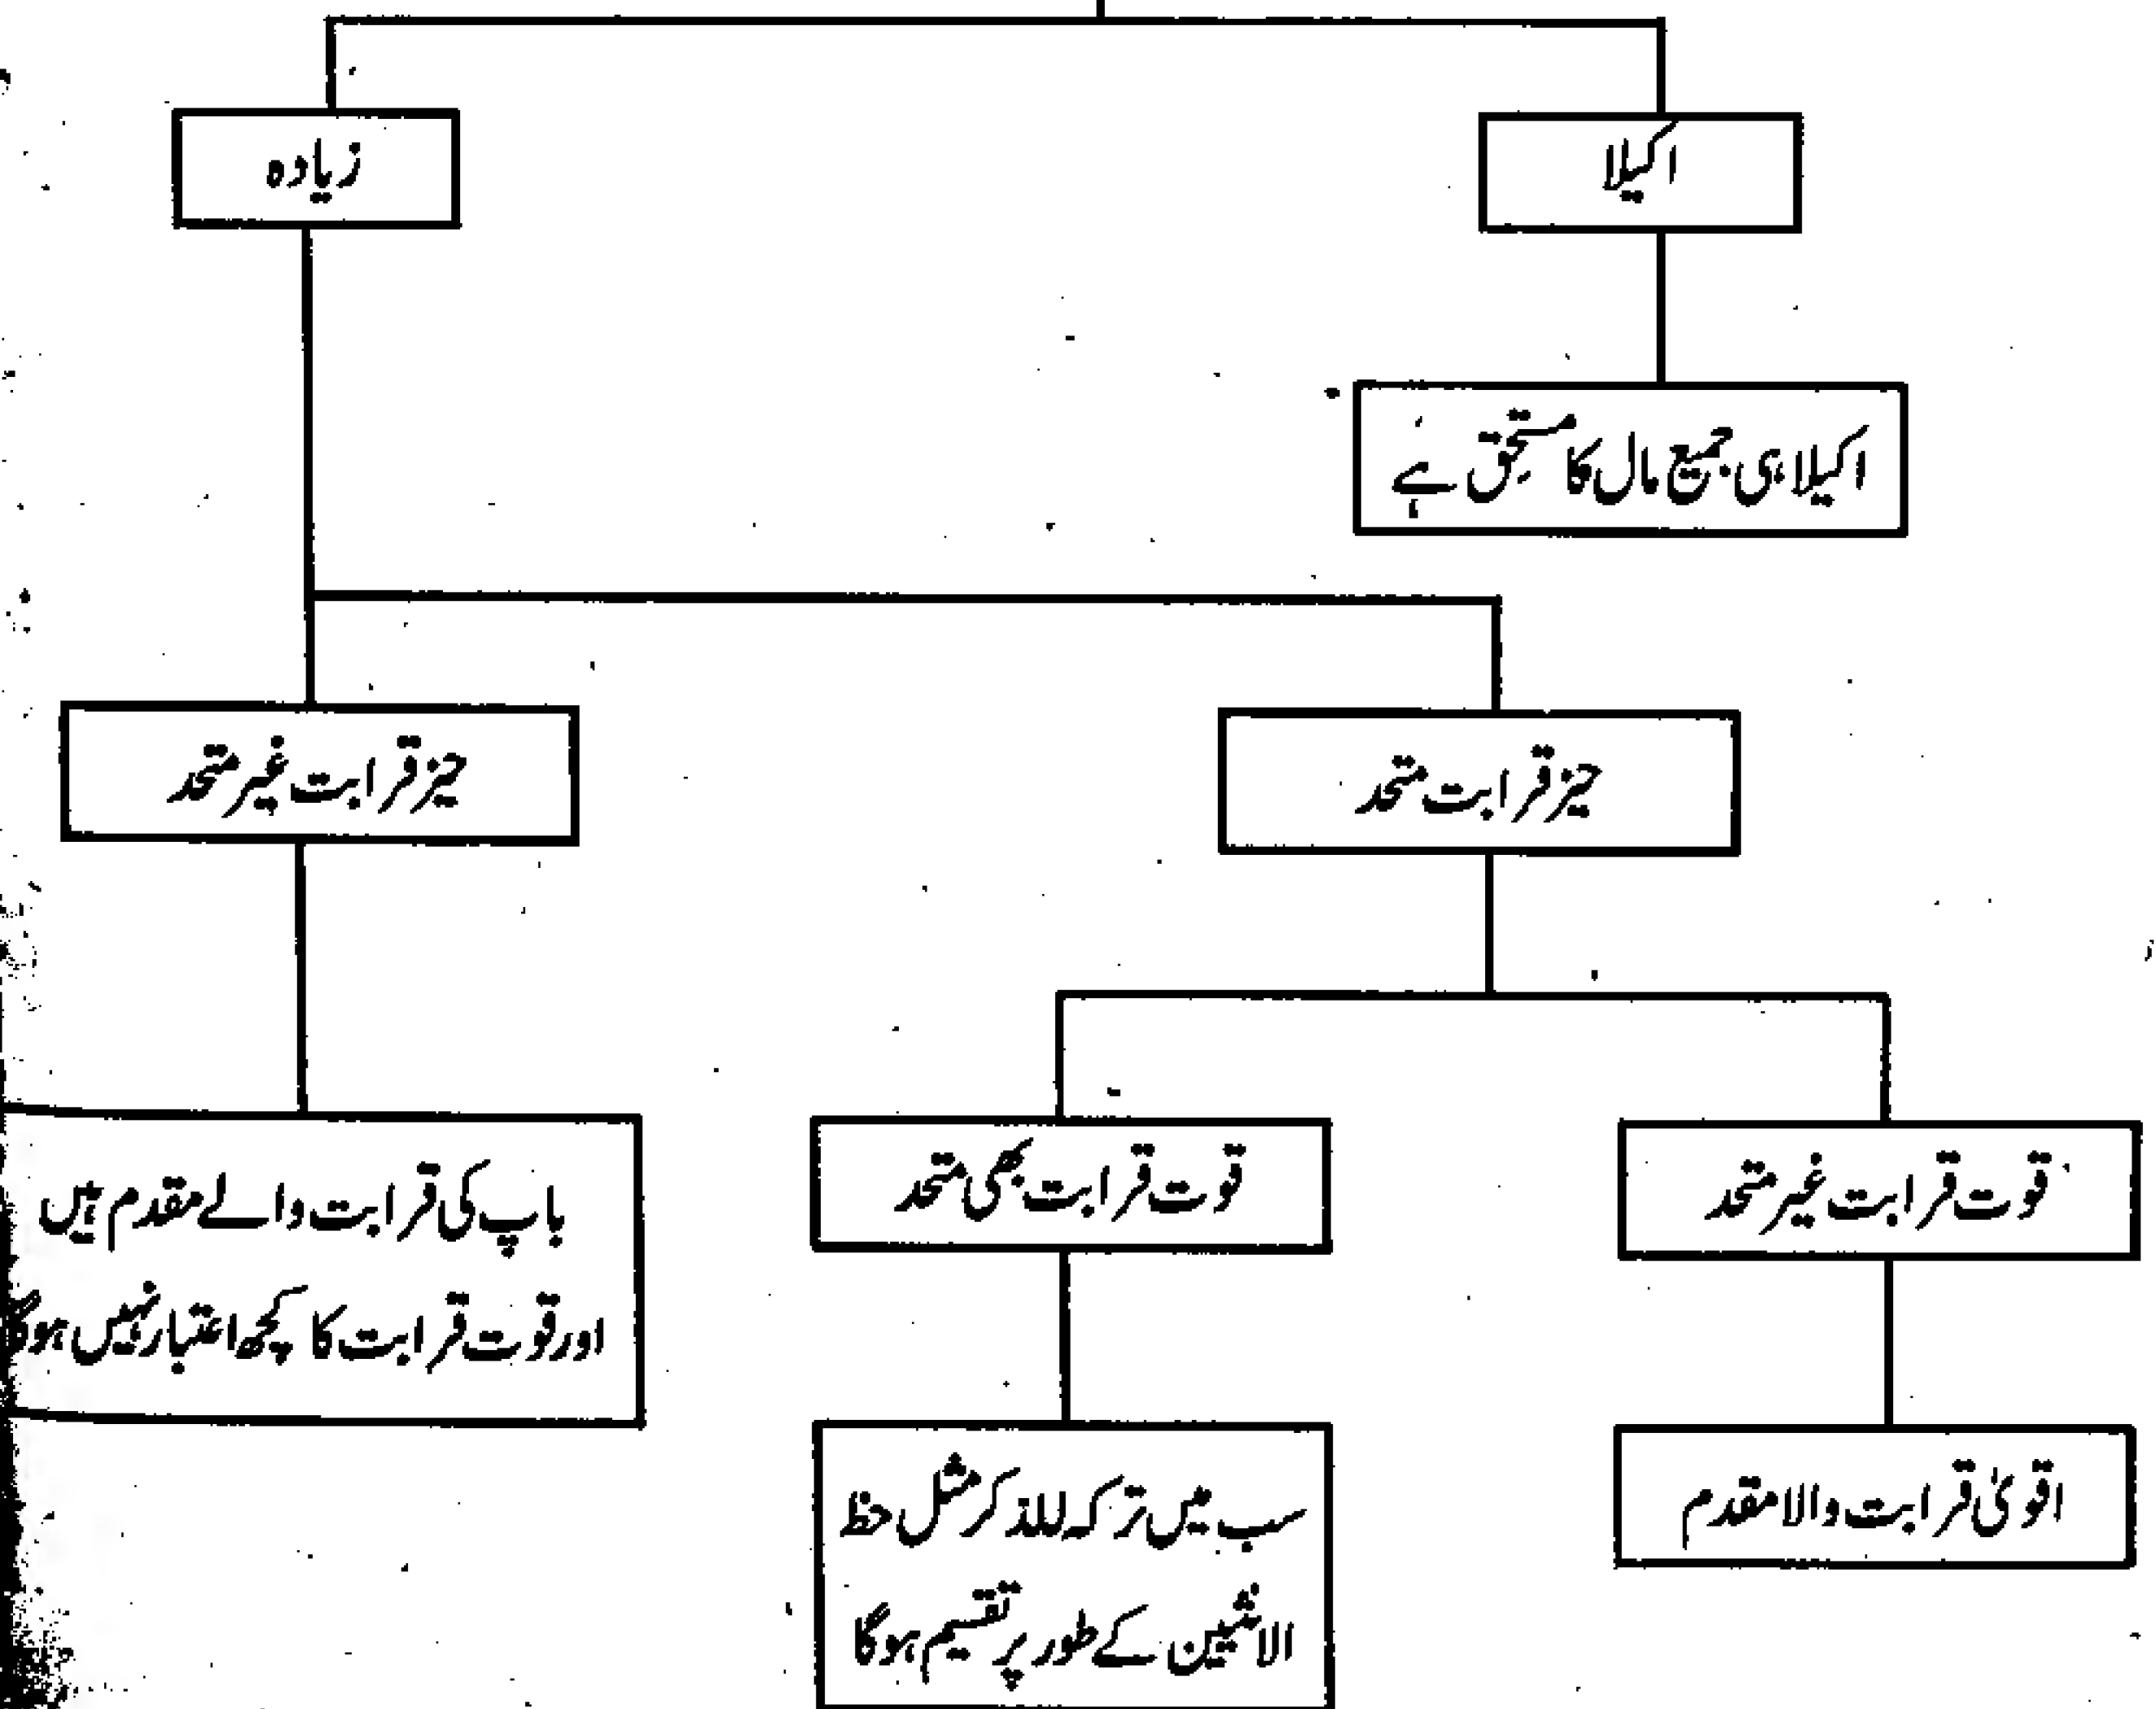 اکیلا
زیادہ
اکیلا ہی جمیع مال کا مستحق ہے
حیز قرابت متحد
حیز قرابت غیر متحد
قوت قرابت غیر متحد
قوت قرابت بھی متحد
باپ کی قرابت والے مقدم ہیں
اور قوت قرابت کا کچھ اعتبار نہیں ہوگا
اقویٰ قرابت والا مقدم
سب میں ترکہ للذکر مثل حظ
الانثیین کے طور پر تقسیم ہوگا